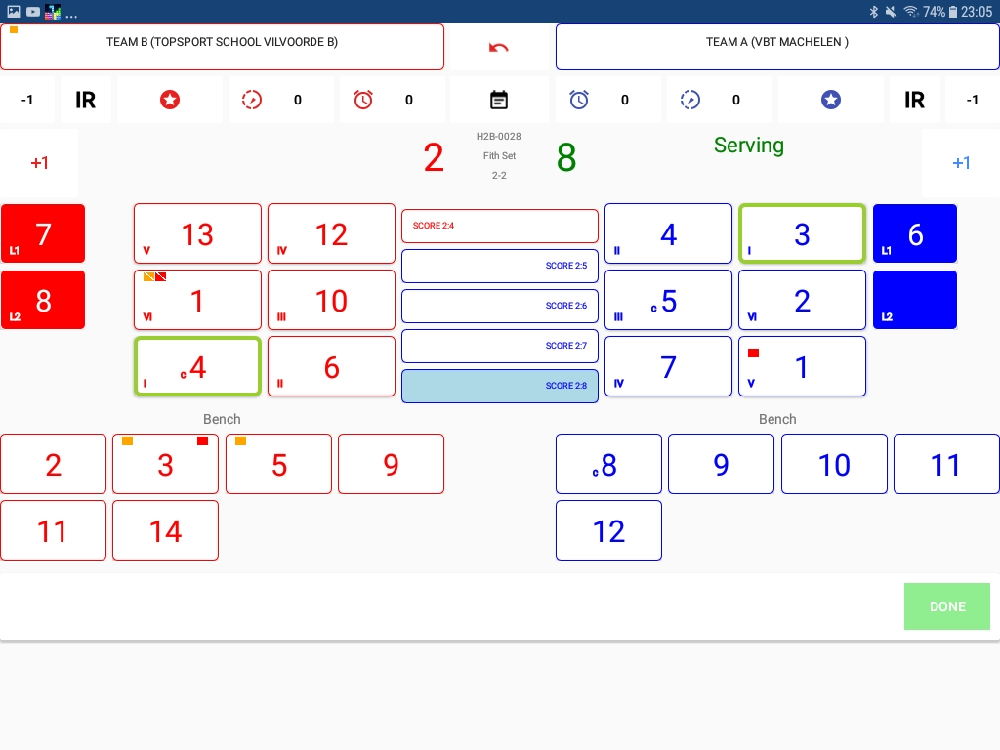 ... 74% 23:05
TEAM B (TOPSPORT SCHOOL VILVOORDE B)
TEAM A (VBT MACHELEN )
-1 IR 0 0 0 0 IR -1
+1 2 H2B-0028 8 Serving +1
Fith Set
2-2
7 L1 13 V 12 IV SCORE 2:4 4 II 3 I 6 L1
SCORE 2:5
8 L2 1 VI 10 III SCORE 2:6 c 5 III 2 VI L2
SCORE 2:7
c 4 I 6 II SCORE 2:8 7 IV 1 V
Bench Bench
2 3 5 9 c 8 9 10 11
11 14 12
DONE